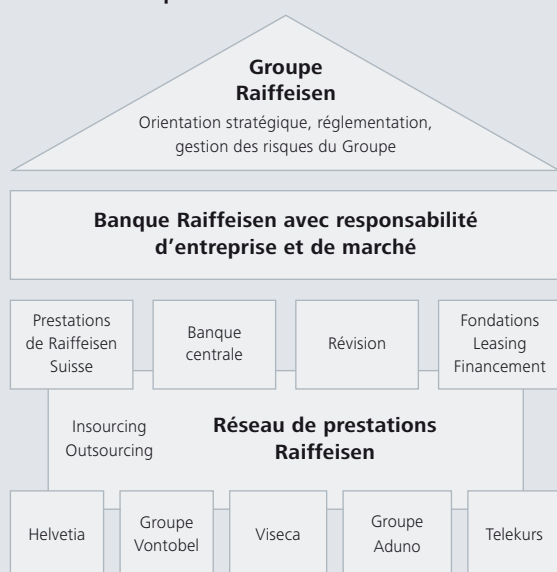 Groupe
Raiffeisen
Orientation stratégique, réglementation,
gestion des risques du Groupe
Banque Raiffeisen avec responsabilité
d'entreprise et de marché
Prestations
de Raiffeisen
Suisse
Banque
centrale
Révision
Fondations
Leasing
Financement
Insourcing
Outsourcing
Réseau de prestations
Raiffeisen
Helvetia
Groupe
Vontobel
Viseca
Groupe
Aduno
Telekurs